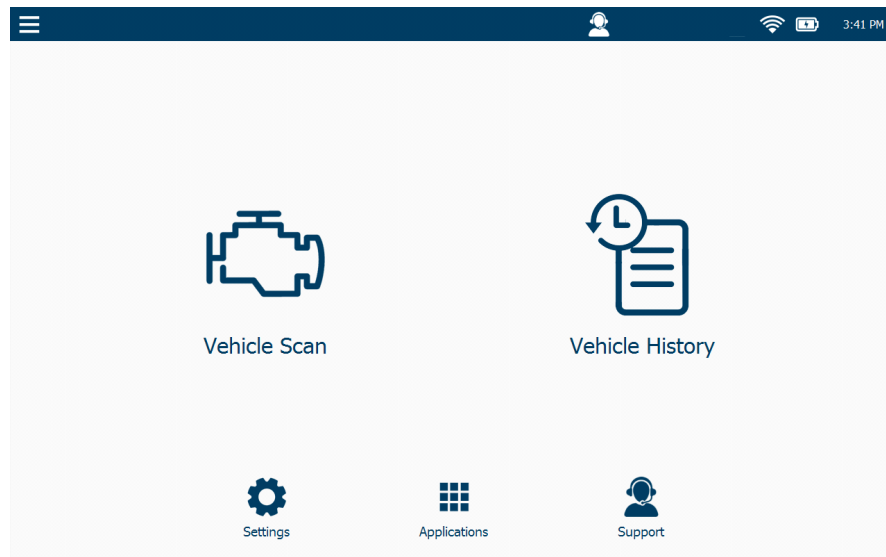 3:41 PM
Vehicle Scan
Vehicle History
Settings
Applications
Support